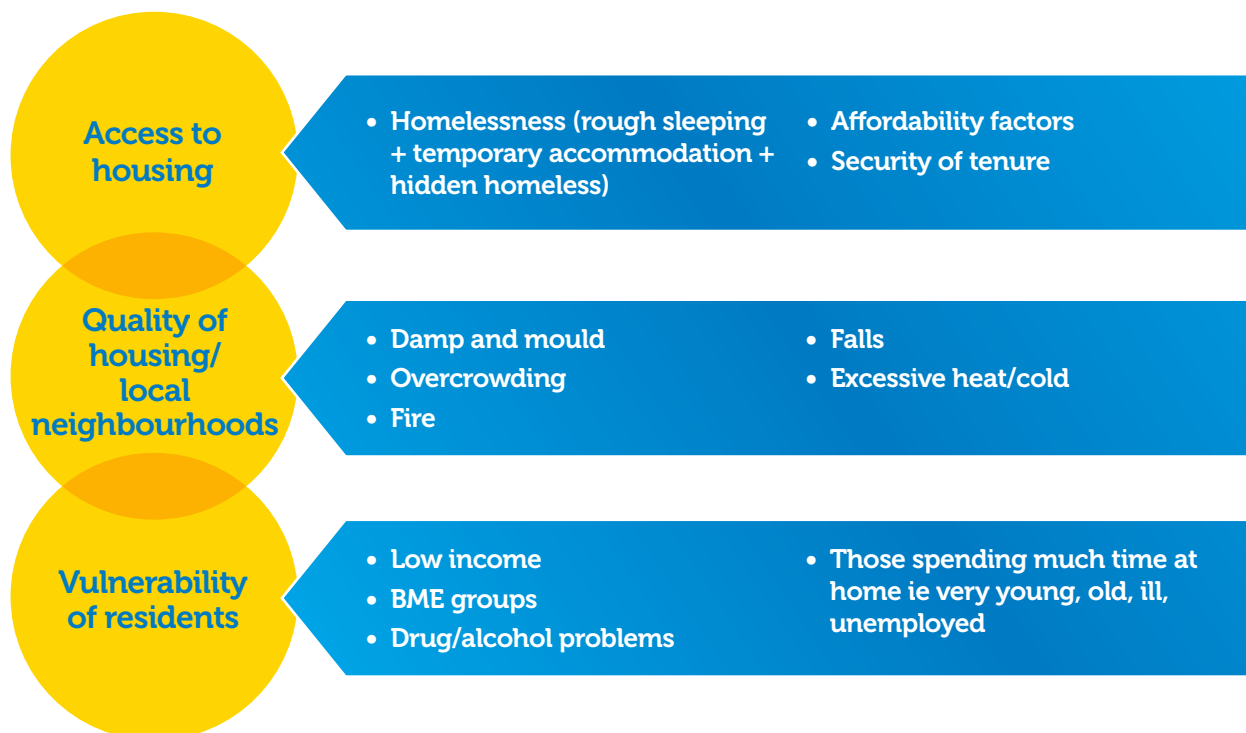 Access to
housing
• Homelessness (rough sleeping
+ temporary accommodation +
hidden homeless)
• Affordability factors
• Security of tenure
Quality of
housing/
local
neighbourhoods
• Damp and mould
• Overcrowding
• Fire
• Falls
• Excessive heat/cold
Vulnerability
of residents
• Low income
• BME groups
• Drug/alcohol problems
• Those spending much time at
home ie very young, old, ill,
unemployed